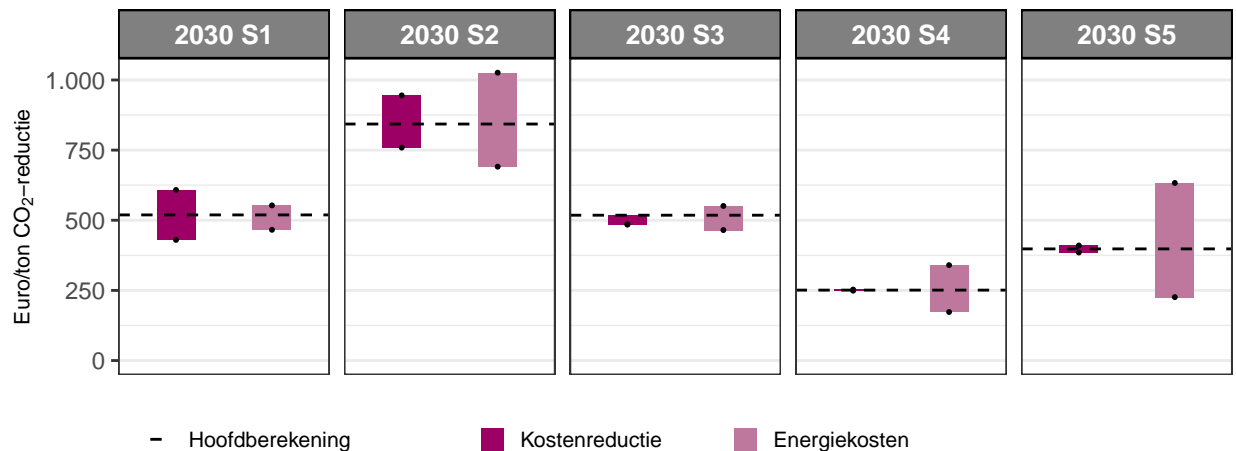 2030 S1 2030 S2 2030 S3 2030 S4 2030 S5
Euro/ton CO₂–reductie
1.000
750
500
250
0
Hoofdberekening Kostenreductie Energiekosten